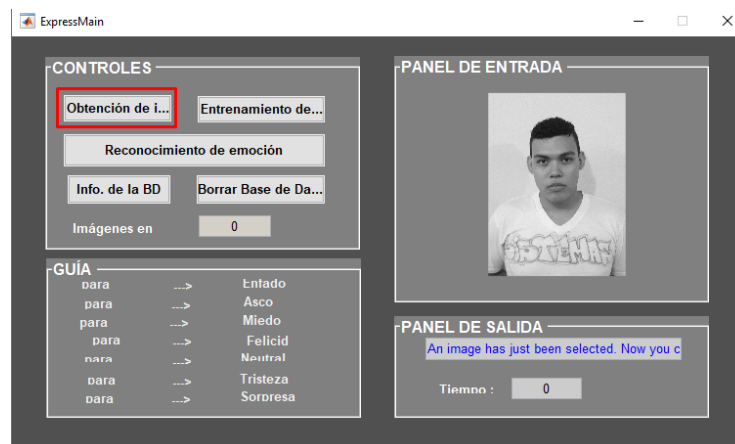 ExpressMain
CONTROLES
Obtención de i...
Entrenamiento de...
Reconocimiento de emoción
Info. de la BD
Borrar Base de Da...
Imágenes en
0
GUÍA
para ---> Enfado
para ---> Asco
para ---> Miedo
para ---> Felicid
para ---> Neutral
para ---> Tristeza
para ---> Sorpresa
PANEL DE ENTRADA
SISTEMAS
PANEL DE SALIDA
An image has just been selected. Now you c
Tiempo :
0